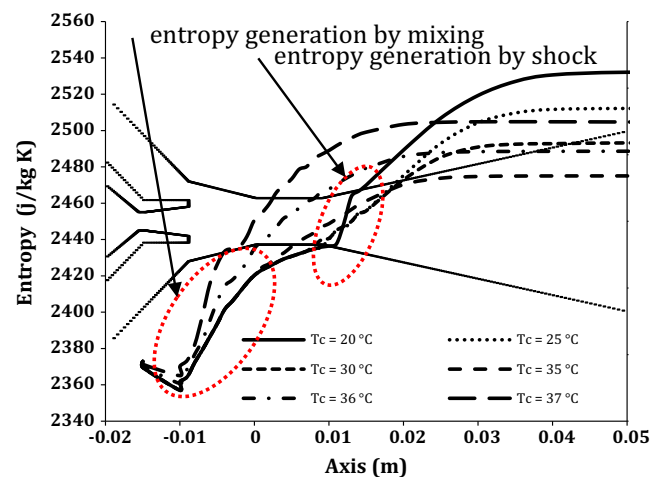 entropy generation by mixing
entropy generation by shock
Entropy (j/kg K)
2560
2540
2520
2500
2480
2460
2440
2420
2400
2380
2360
2340
Tc = 20 °C
Tc = 25 °C
Tc = 30 °C
Tc = 35 °C
Tc = 36 °C
Tc = 37 °C
-0.02 -0.01 0 0.01 0.02 0.03 0.04 0.05
Axis (m)